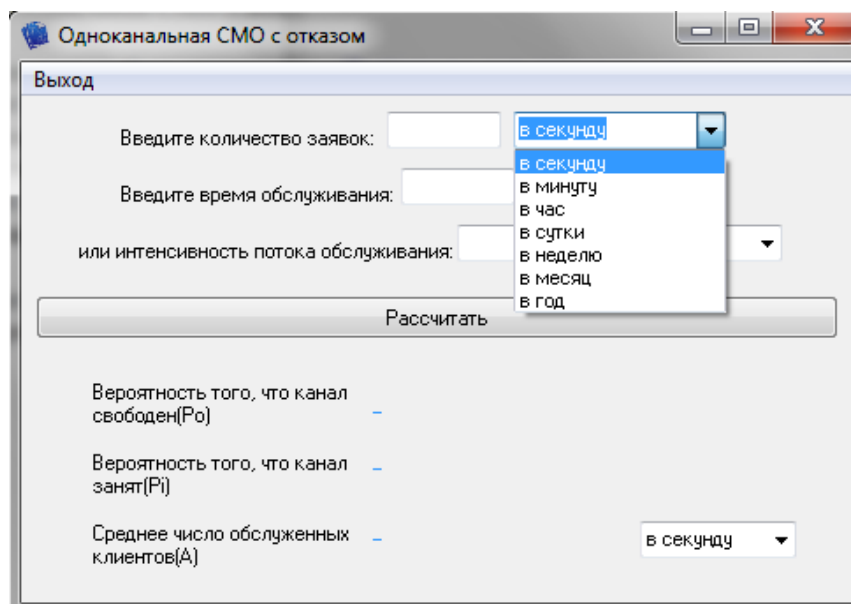 Одноканальная СМО с отказом
Выход
Введите количество заявок:
в секунду
в секунду
в минуту
в час
в сутки
в неделю
в месяц
в год
Введите время обслуживания:
или интенсивность потока обслуживания:
Рассчитать
Вероятность того, что канал
свободен(Po)
–
Вероятность того, что канал
занят(Pi)
–
Среднее число обслуженных
клиентов(A)
–
в секунду